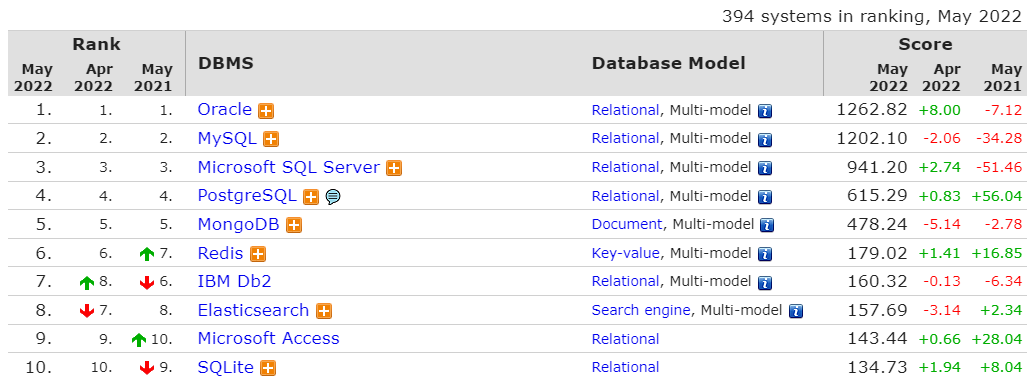 394 systems in ranking, May 2022
Rank DBMS Database Model Score
May 2022 Apr 2022 May 2021 May 2022 Apr 2022 May 2021
1. 1. 1. Oracle Relational, Multi-model 1262.82 +8.00 -7.12
2. 2. 2. MySQL Relational, Multi-model 1202.10 -2.06 -34.28
3. 3. 3. Microsoft SQL Server Relational, Multi-model 941.20 +2.74 -51.46
4. 4. 4. PostgreSQL Relational, Multi-model 615.29 +0.83 +56.04
5. 5. 5. MongoDB Document, Multi-model 478.24 -5.14 -2.78
6. 6. 7. Redis Key-value, Multi-model 179.02 +1.41 +16.85
7. 8. 6. IBM Db2 Relational, Multi-model 160.32 -0.13 -6.34
8. 7. 8. Elasticsearch Search engine, Multi-model 157.69 -3.14 +2.34
9. 9. 10. Microsoft Access Relational 143.44 +0.66 +28.04
10. 10. 9. SQLite Relational 134.73 +1.94 +8.04